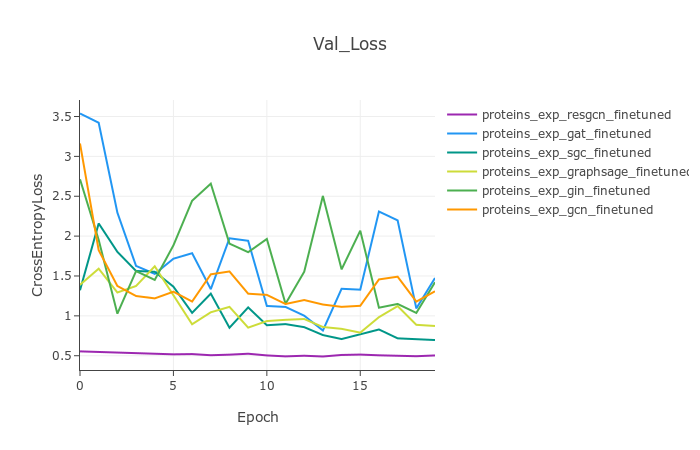 Val_Loss
CrossEntropyLoss
3.5
3
2.5
2
1.5
1
0.5
0
5
10
15
Epoch
proteins_exp_resgcn_finetuned
proteins_exp_gat_finetuned
proteins_exp_sgc_finetuned
proteins_exp_graphsage_finetuned
proteins_exp_gin_finetuned
proteins_exp_gcn_finetuned